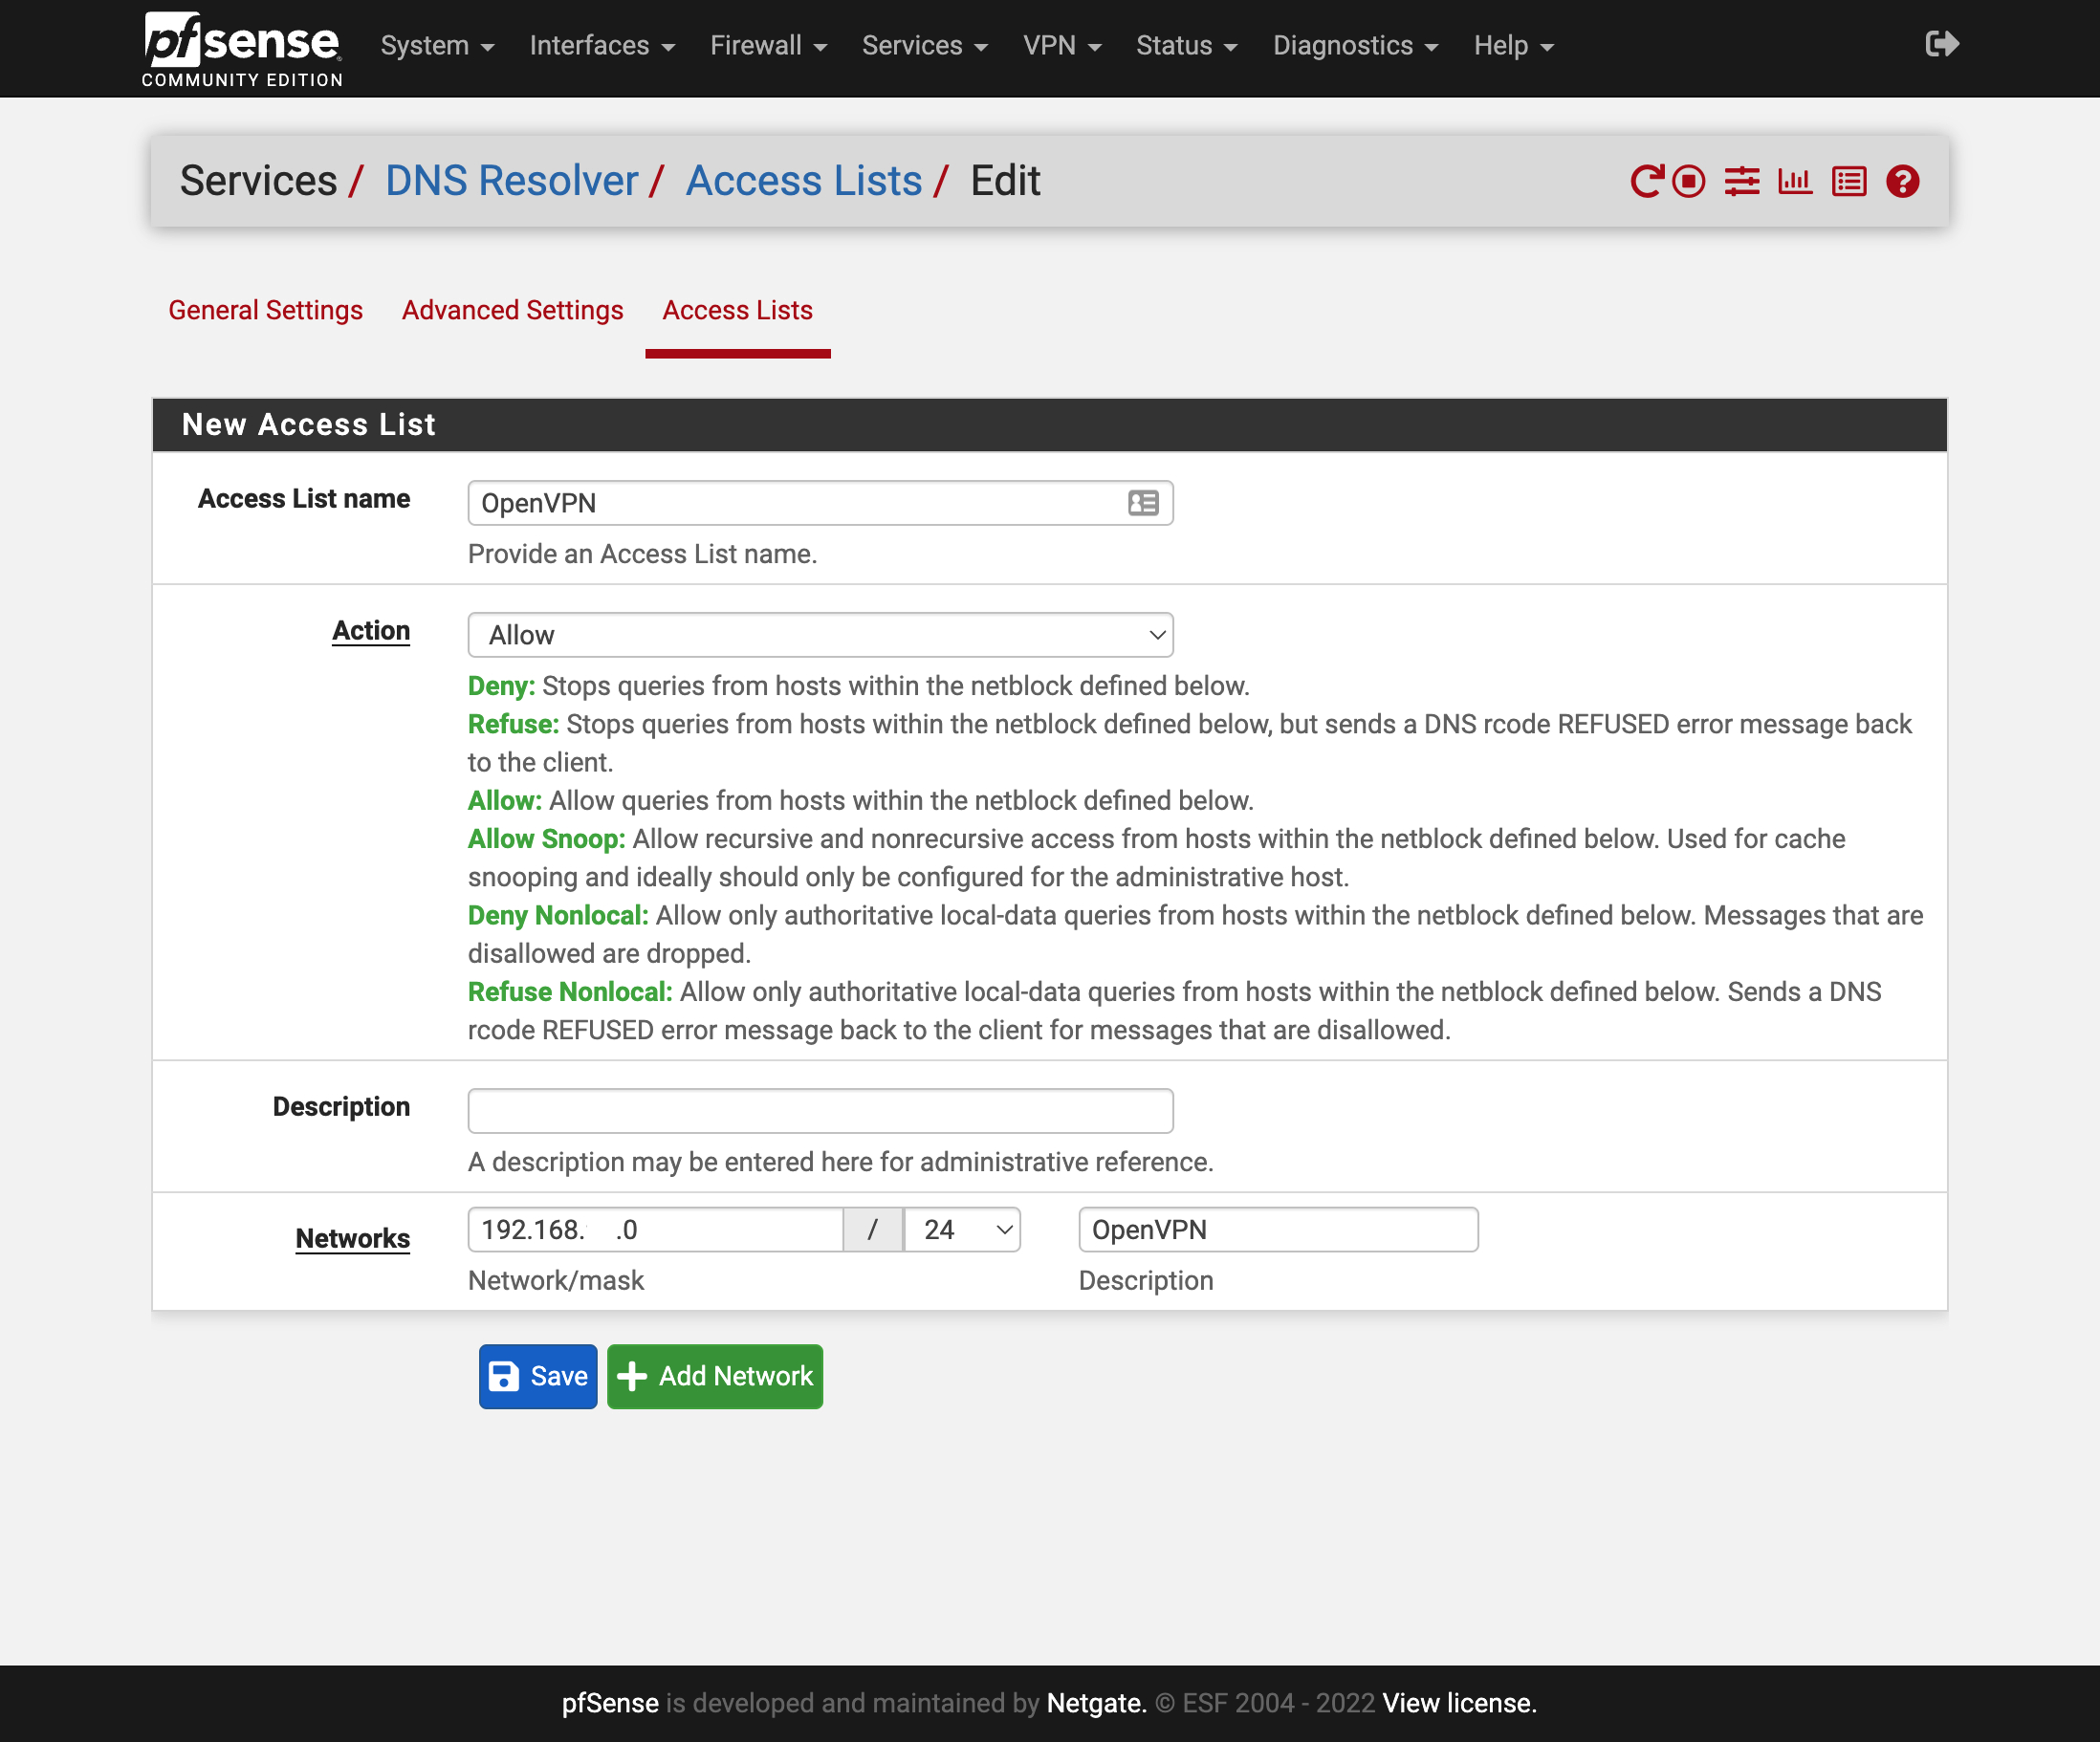 pfsense
COMMUNITY EDITION
System Interfaces Firewall Services VPN Status Diagnostics Help
Services / DNS Resolver / Access Lists / Edit
General Settings Access Lists Advanced Settings
New Access List
Access List name OpenVPN
Provide an Access List name.
Action Allow
Deny: Stops queries from hosts within the netblock defined below.
Refuse: Stops queries from hosts within the netblock defined below, but sends a DNS rcode REFUSED error message back
to the client.
Allow: Allow queries from hosts within the netblock defined below.
Allow Snoop: Allow recursive and nonrecursive access from hosts within the netblock defined below. Used for cache
snooping and ideally should only be configured for the administrative host.
Deny Nonlocal: Allow only authoritative local-data queries from hosts within the netblock defined below. Messages that are
disallowed are dropped.
Refuse Nonlocal: Allow only authoritative local-data queries from hosts within the netblock defined below. Sends a DNS
rcode REFUSED error message back to the client for messages that are disallowed.
Description
A description may be entered here for administrative reference.
Networks 192.168. .0 / 24 OpenVPN
Network/mask Description
Save Add Network
pfSense is developed and maintained by Netgate. © ESF 2004 - 2022 View license.